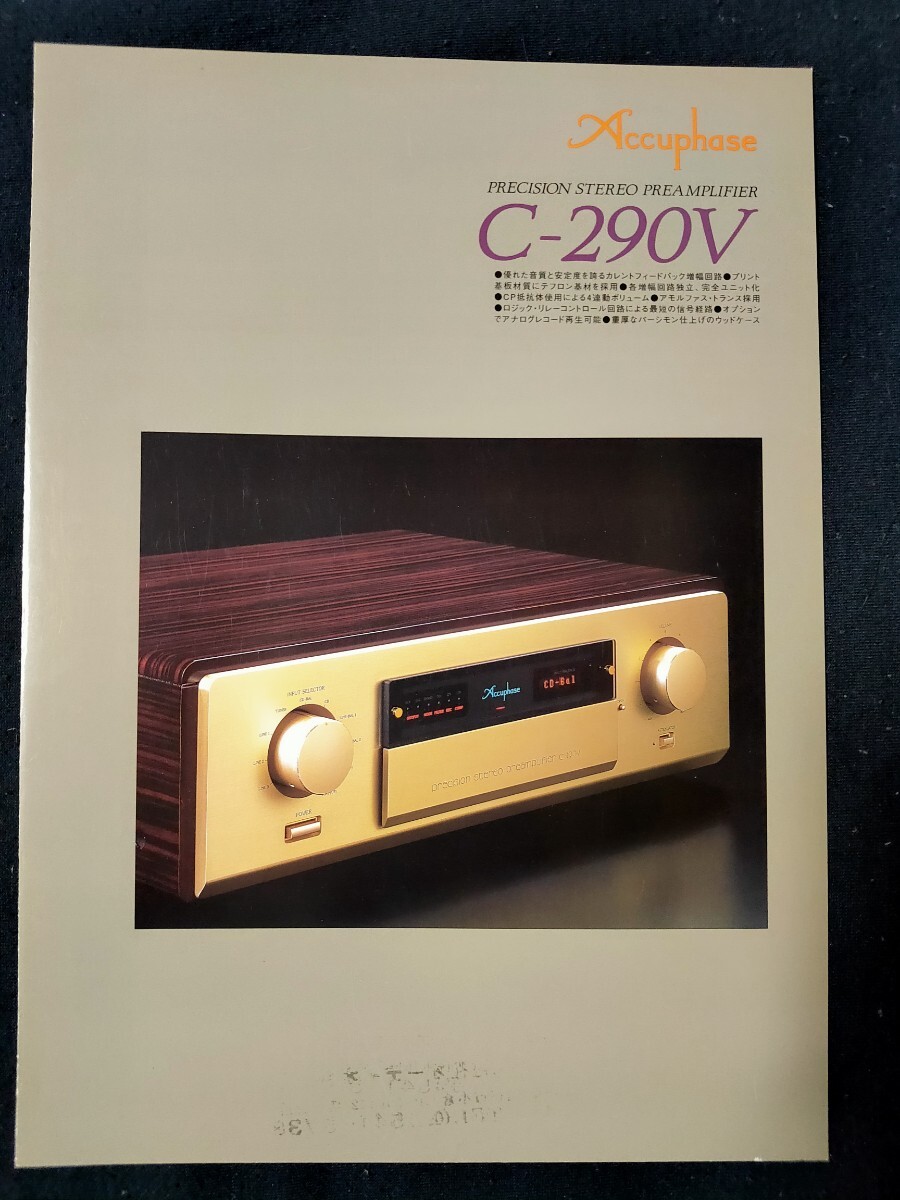 Accuphase
PRECISION STEREO PREAMPLIFIER
C-290V
●優れた音質と安定度を誇るカレントフィードバック増幅回路●プリント
基板材質にテフロン基材を採用●各増幅回路独立、完全ユニット化
●CP抵抗体使用による4連動ボリューム●アモルファス・トランス採用
●ロジック・リレーコントロール回路による最短の信号経路●オプション
でアナログレコード再生可能●重厚なパーシモン仕上げのウッドケース
INPUT SELECTOR
CD-BAL
CD
TUNER
Accuphase
CD-Bal
precision stereo preamplifier
POWER